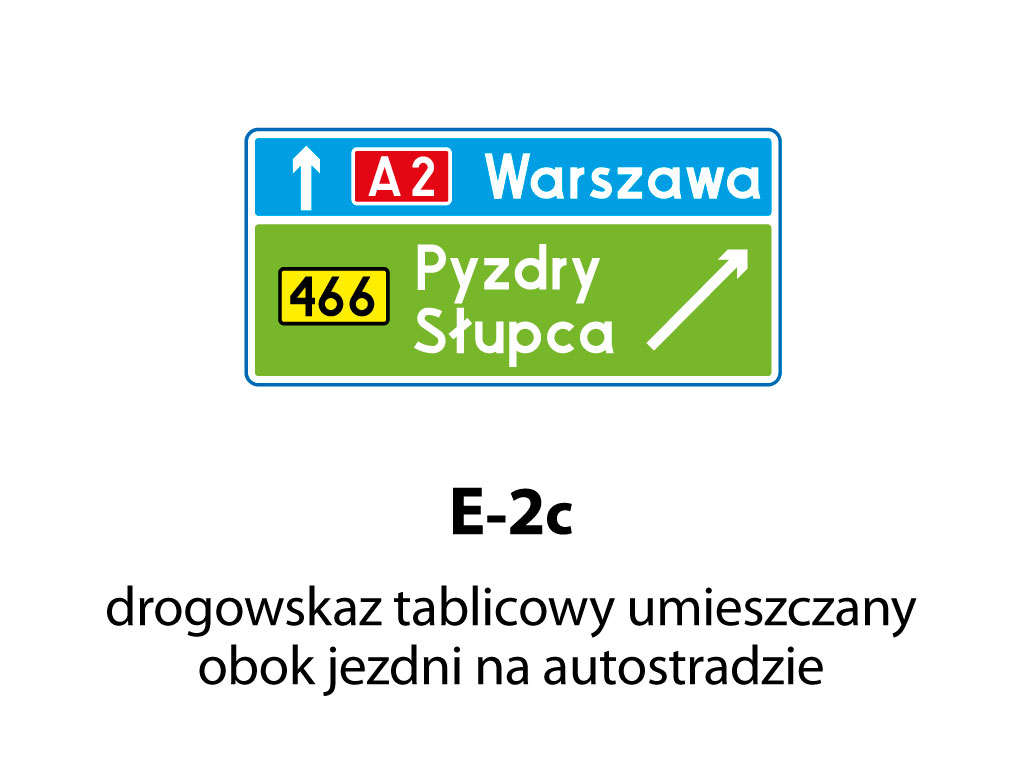 A2 Warszawa
466
Pyzdry
Słupca
E-2c
drogowskaz tablicowy umieszczany
obok jezdni na autostradzie